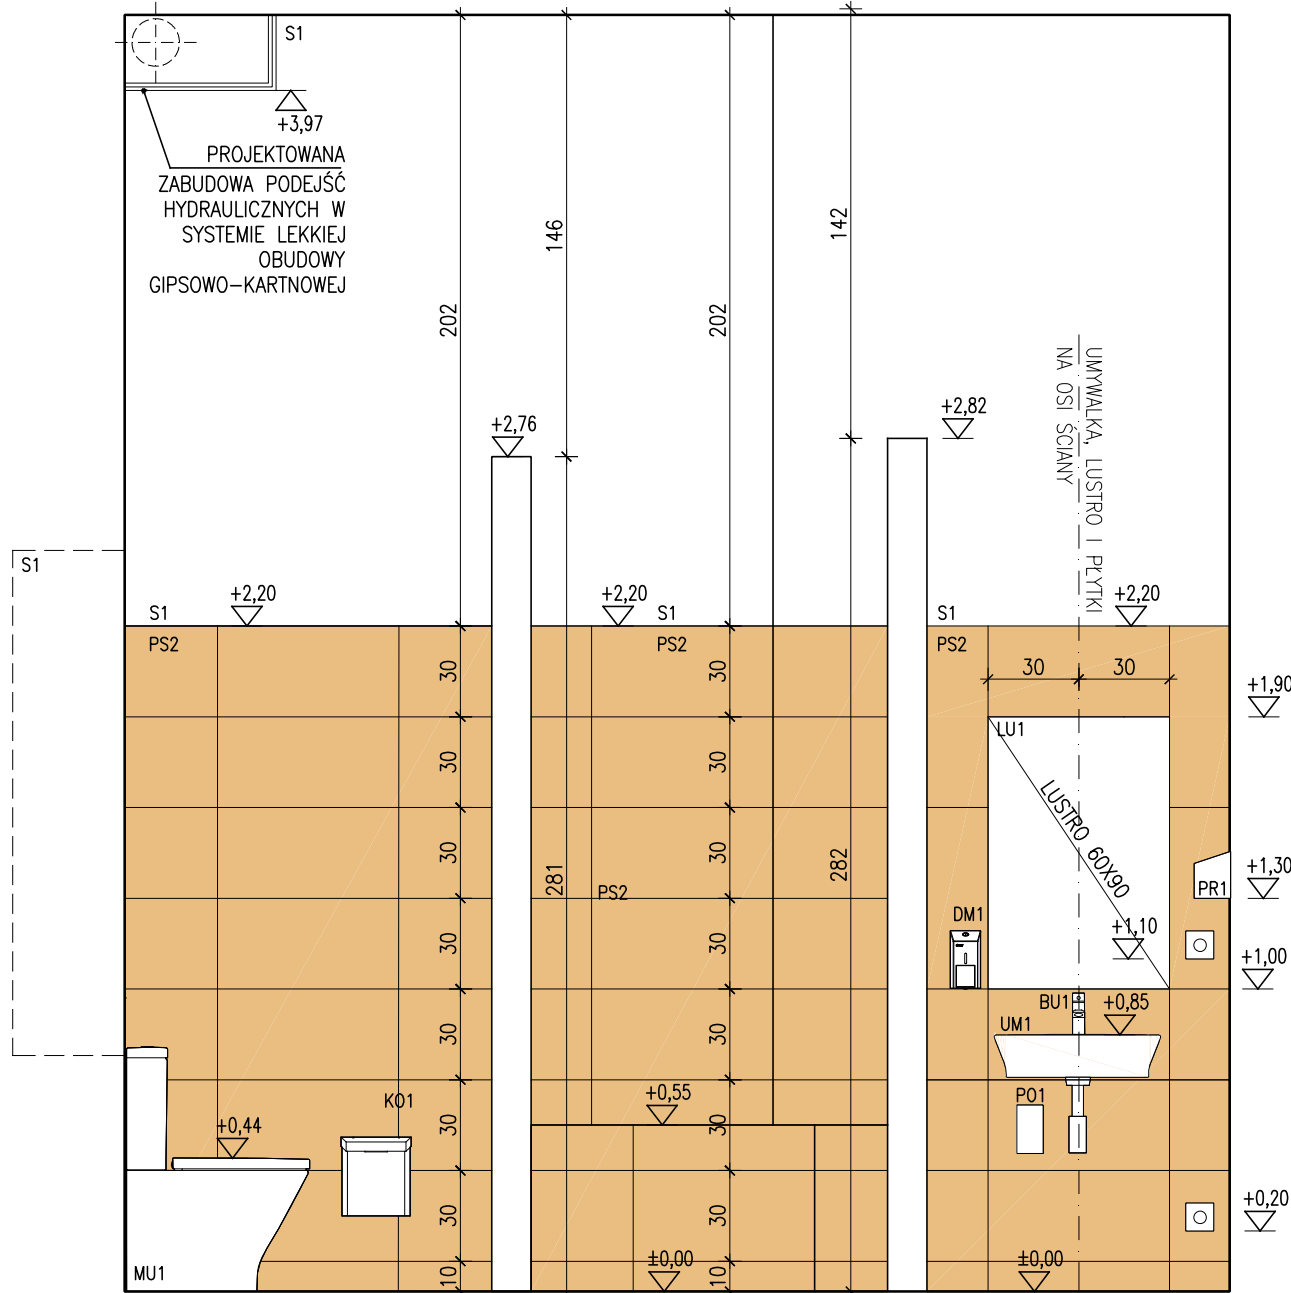 S1
+3,97
PROJEKTOWANA
ZABUDOWA PODEJŚĆ
HYDRAULICZNYCH W
SYSTEMIE LEKKIEJ
OBUDOWY
GIPSOWO-KARTNOWEJ
202
146
202
142
+2,76
+2,82
UMYWALKA, LUSTRO I PŁYTKI
NA OSI ŚCIANY
S1
S1
+2,20
PS2
+2,20
S1
PS2
S1
+2,20
PS2
30
30
30
30
30
30
30
10
281
PS2
30
30
30
30
30
30
30
10
282
30
30
+1,90
LU1
LUSTRO 60X90
+1,30
PR1
DM1
+1,10
+1,00
BU1
+0,85
UM1
PO1
+0,55
KO1
+0,44
+0,20
MU1
±0,00
±0,00